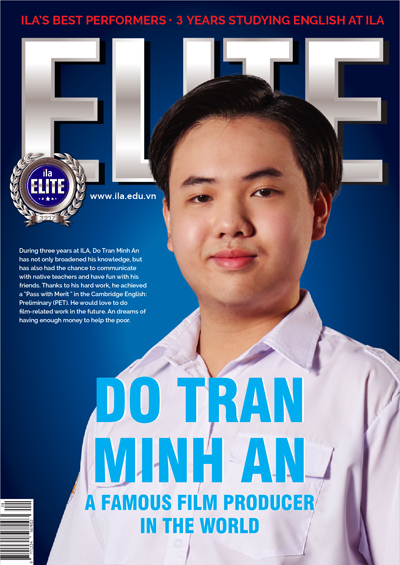 ILA'S BEST PERFORMERS • 3 YEARS STUDYING ENGLISH AT ILA
ELITE
ila
ELITE
www.ila.edu.vn
During three years at ILA, Do Tran Minh An
has not only broadened his knowledge, but
has also had the chance to communicate
with native teachers and have fun with his
friends. Thanks to his hard work, he achieved
a "Pass with Merit " in the Cambridge English:
Preliminary (PET). He would love to do
film-related work in the future. An dreams of
having enough money to help the poor.
DO TRAN
MINH AN
A FAMOUS FILM PRODUCER
IN THE WORLD